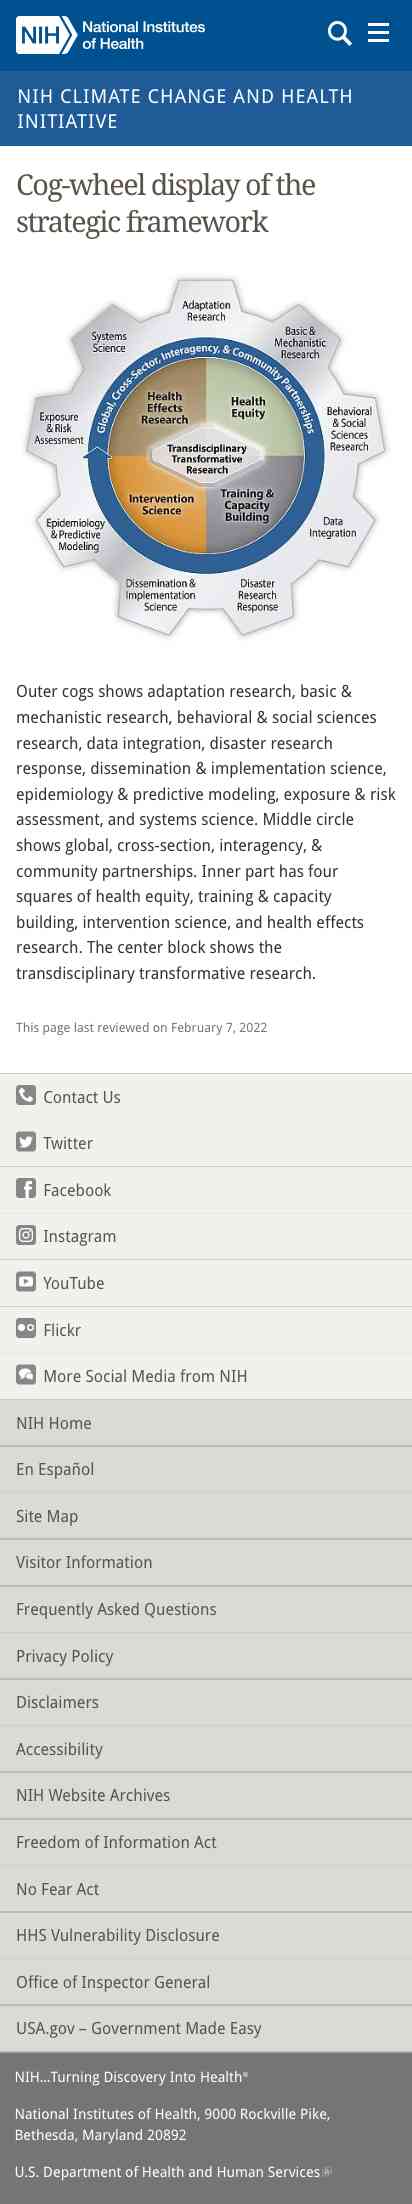 NIH National Institutes
of Health
NIH CLIMATE CHANGE AND HEALTH
INITIATIVE
Cog-wheel display of the
strategic framework
Adaptation
Research
Systems
Science
Basic &
Mechanistic
Research
Global, Cross-Sector, Interagency, & Community Partnerships
Health
Effects
Research
Health
Equity
Exposure
& Risk
Assessment
Behavioral
& Social
Sciences
Research
Transdisciplinary
Transformative
Research
Intervention
Science
Training &
Capacity
Building
Epidemiology
& Predictive
Modeling
Data
Integration
Dissemination &
Implementation
Science
Disaster
Research
Response
Outer cogs shows adaptation research, basic &
mechanistic research, behavioral & social sciences
research, data integration, disaster research
response, dissemination & implementation science,
epidemiology & predictive modeling, exposure & risk
assessment, and systems science. Middle circle
shows global, cross-section, interagency, &
community partnerships. Inner part has four
squares of health equity, training & capacity
building, intervention science, and health effects
research. The center block shows the
transdisciplinary transformative research.
This page last reviewed on February 7, 2022
Contact Us
Twitter
Facebook
Instagram
YouTube
Flickr
More Social Media from NIH
NIH Home
En Español
Site Map
Visitor Information
Frequently Asked Questions
Privacy Policy
Disclaimers
Accessibility
NIH Website Archives
Freedom of Information Act
No Fear Act
HHS Vulnerability Disclosure
Office of Inspector General
USA.gov – Government Made Easy
NIH…Turning Discovery Into Health®
National Institutes of Health, 9000 Rockville Pike,
Bethesda, Maryland 20892
U.S. Department of Health and Human Services